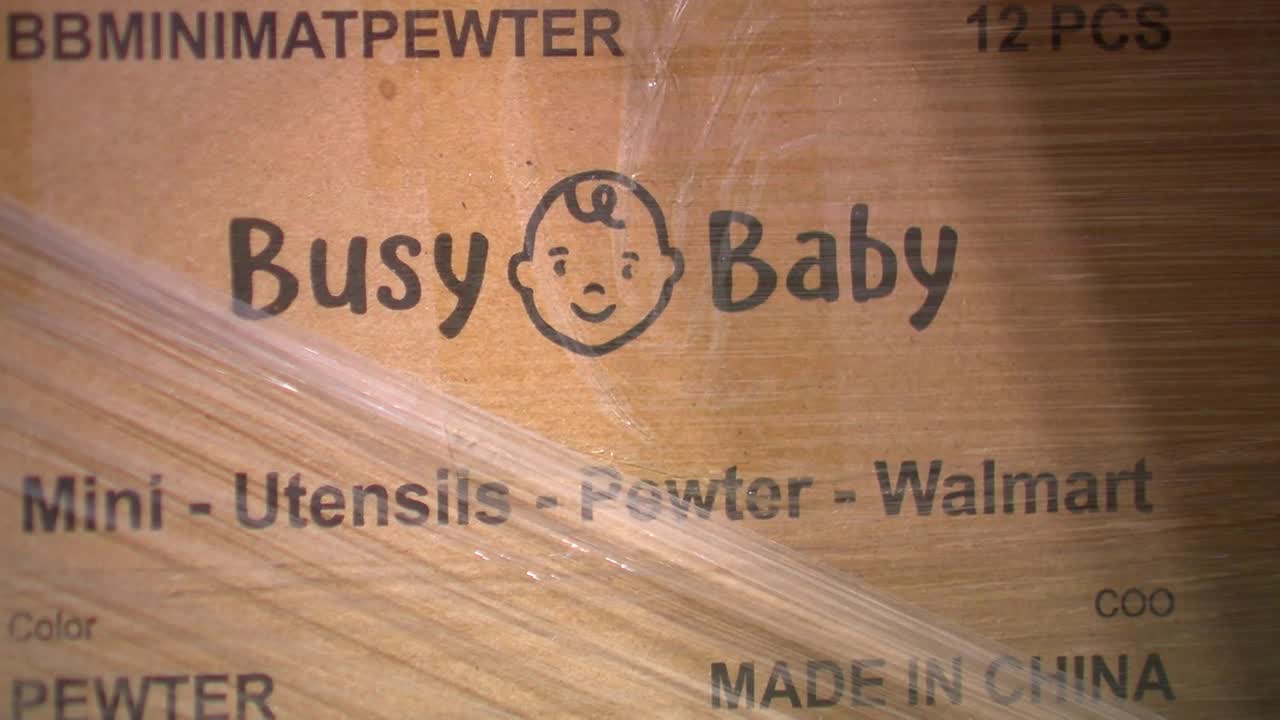 BBMINIMATPEWTER 12 PCS
Busy Baby
Mini - Utensils - Pewter - Walmart
Color COO
PEWTER MADE IN CHINA